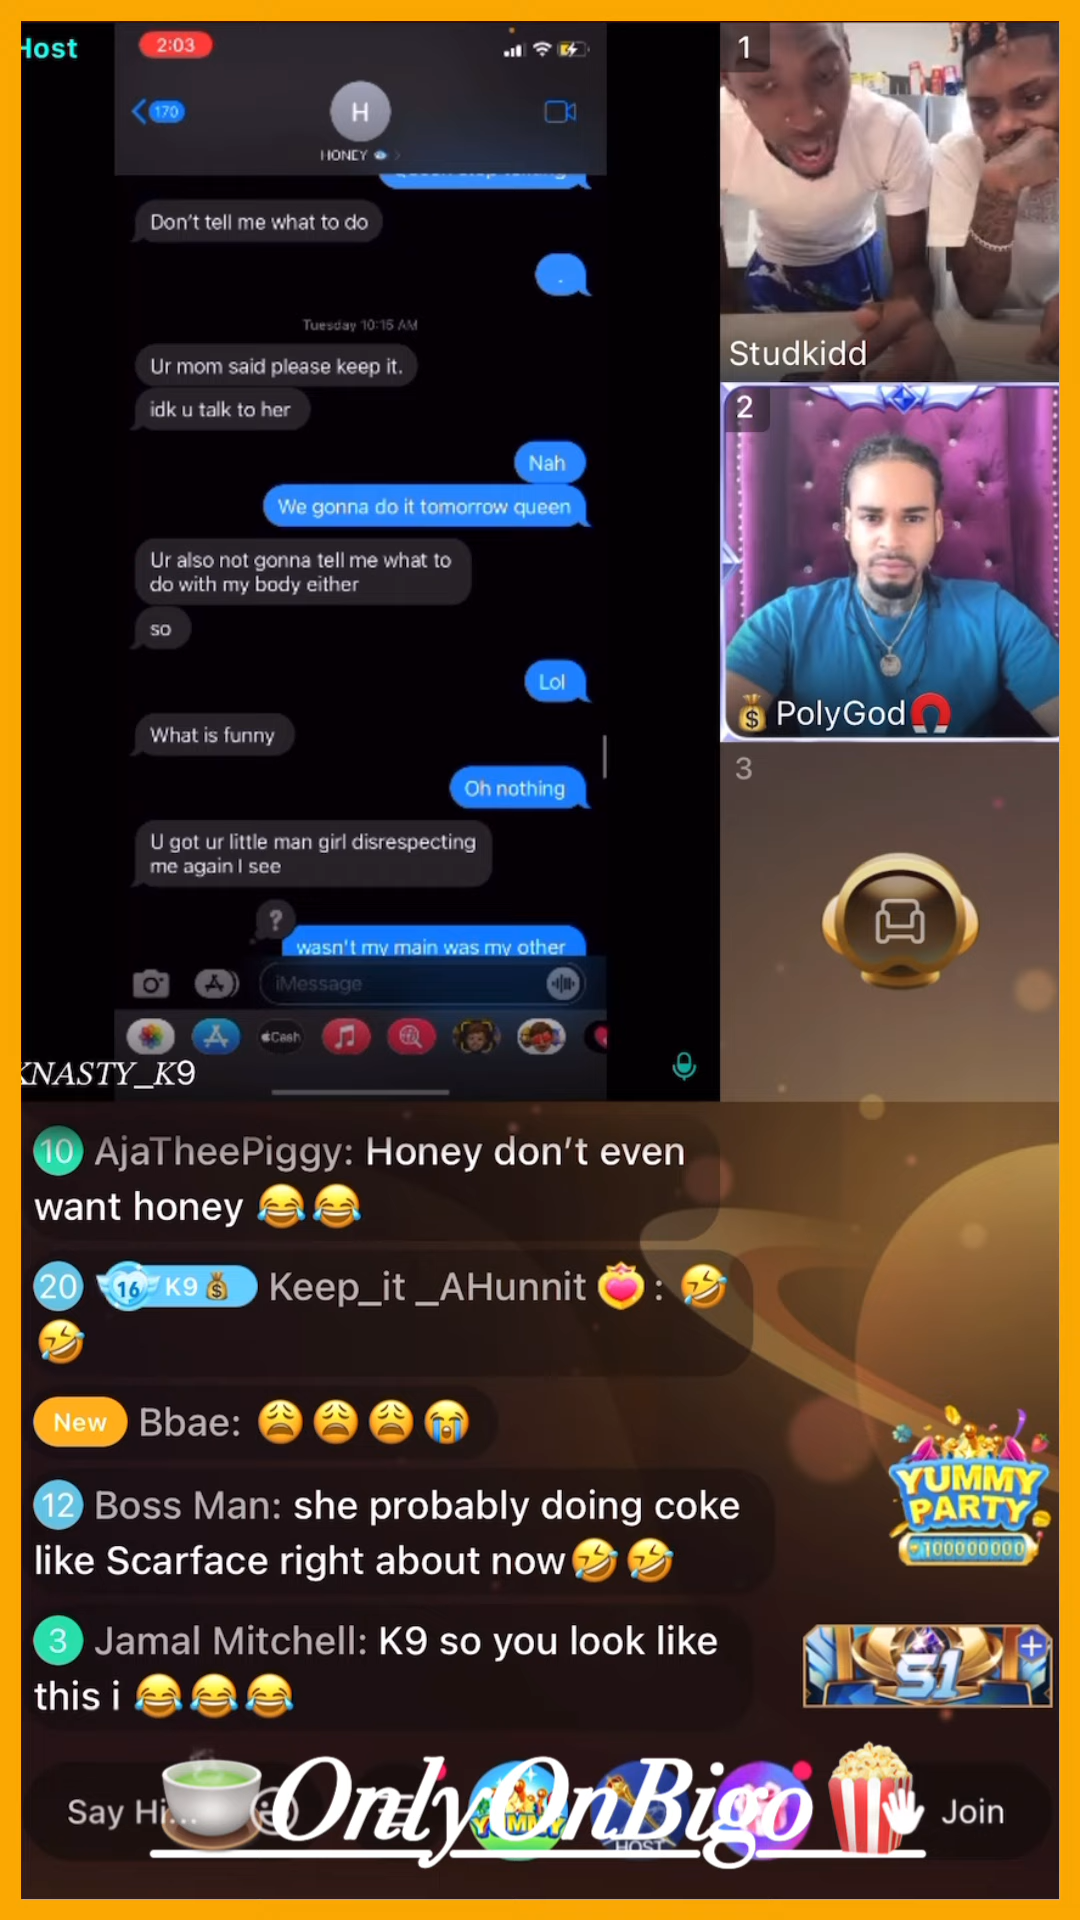 Host
2:03
170
H
HONEY
Don't tell me what to do
.
Tuesday 10:15 AM
Ur mom said please keep it.
idk u talk to her
Nah
We gonna do it tomorrow queen
Ur also not gonna tell me what to
do with my body either
so
Lol
What is funny
Oh nothing
U got ur little man girl disrespecting
me again I see
?
wasn't my main was my other
iMessage
Cash
KNASTY_K9
1
Studkidd
2
💰PolyGod🧲
3
10 AjaTheePiggy: Honey don't even
want honey 😂😂
20 16 K9💰 Keep_it _AHunnit 💗: 🤣
🤣
New Bbae: 😩😩😩😭
12 Boss Man: she probably doing coke
like Scarface right about now🤣🤣
3 Jamal Mitchell: K9 so you look like
this i 😂😂😂
YUMMY
PARTY
100000000
S1
Say Hi...
YUMMY
HOST
Join
🍵OnlyOnBigo🍿